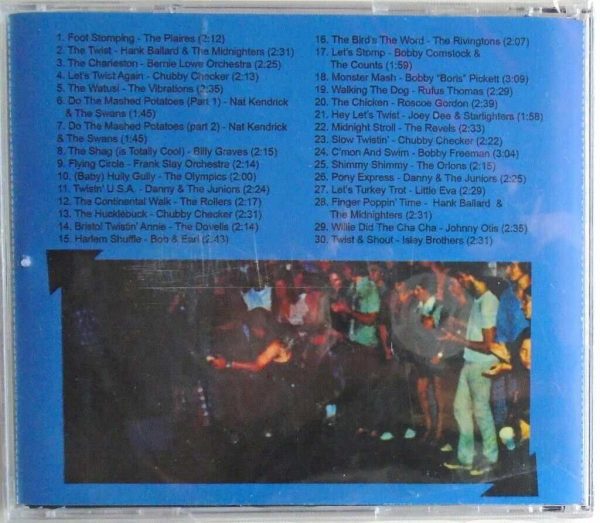 1. Foot Stomping - The Plaires (2:12)
2. The Twist - Hank Ballard & The Midnighters (2:31)
3. The Charleston - Bernie Lowe Orchestra (2:25)
4. Let's Twist Again - Chubby Checker (2:13)
5. The Watusi - The Vibrations (2:35)
6. Do The Mashed Potatoes (Part 1) - Nat Kendrick
& The Swans (1:45)
7. Do The Mashed Potatoes (part 2) - Nat Kendrick
& The Swans (1:45)
8. The Shag (is Totally Cool) - Billy Graves (2:15)
9. Flying Circle - Frank Slay Orchestra (2:14)
10. (Baby) Hully Gully - The Olympics (2:00)
11. Twistin' U.S.A. - Danny & The Juniors (2:24)
12. The Continental Walk - The Rollers (2:17)
13. The Hucklebuck - Chubby Checker (2:31)
14. Bristol Twistin' Annie - The Dovells (2:14)
15. Harlem Shuffle - Bob & Earl (2:43)
16. The Bird's The Word - The Rivingtons (2:07)
17. Let's Stomp - Bobby Comstock &
The Counts (1:59)
18. Monster Mash - Bobby "Boris" Pickett (3:09)
19. Walking The Dog - Rufus Thomas (2:29)
20. The Chicken - Roscoe Gordon (2:39)
21. Hey Let's Twist - Joey Dee & Starlighters (1:58)
22. Midnight Stroll - The Revels (2:33)
23. Slow Twistin' - Chubby Checker (2:22)
24. C'mon And Swim - Bobby Freeman (3:04)
25. Shimmy Shimmy - The Orlons (2:15)
26. Pony Express - Danny & The Juniors (2:25)
27. Let's Turkey Trot - Little Eva (2:29)
28. Finger Poppin' Time - Hank Ballard &
The Midnighters (2:31)
29. Willie Did The Cha Cha - Johnny Otis (2:35)
30. Twist & Shout - Isley Brothers (2:31)